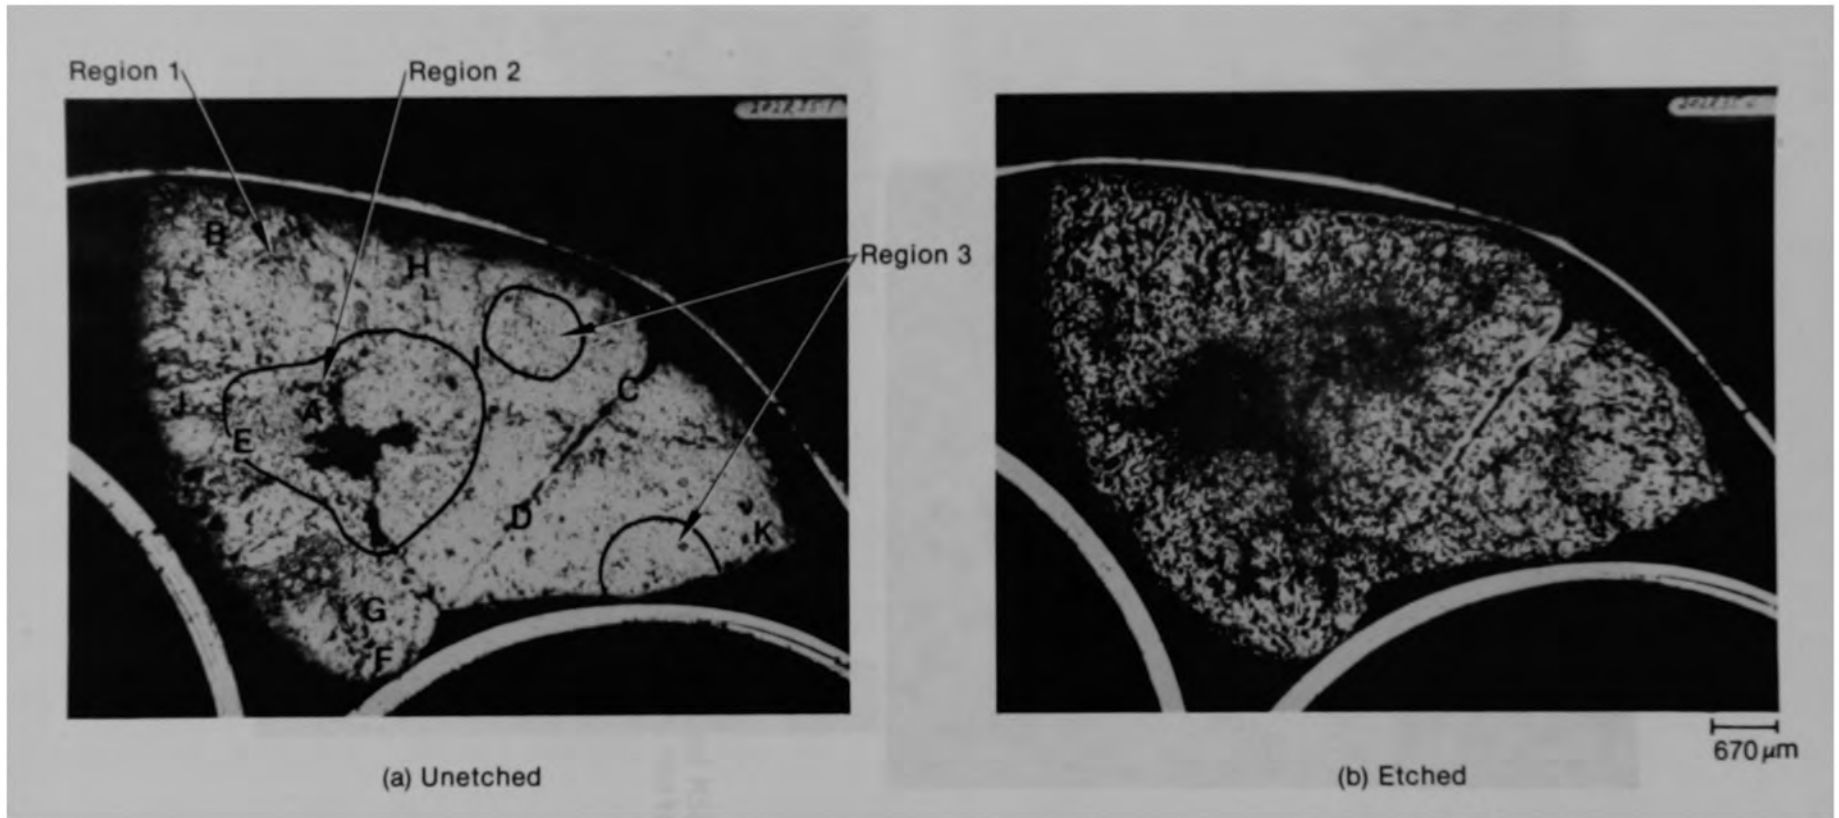 Region 1
Region 2
B
H
Region 3
I
C
J
A
E
D
K
G
F
670 µm
(a) Unetched
(b) Etched